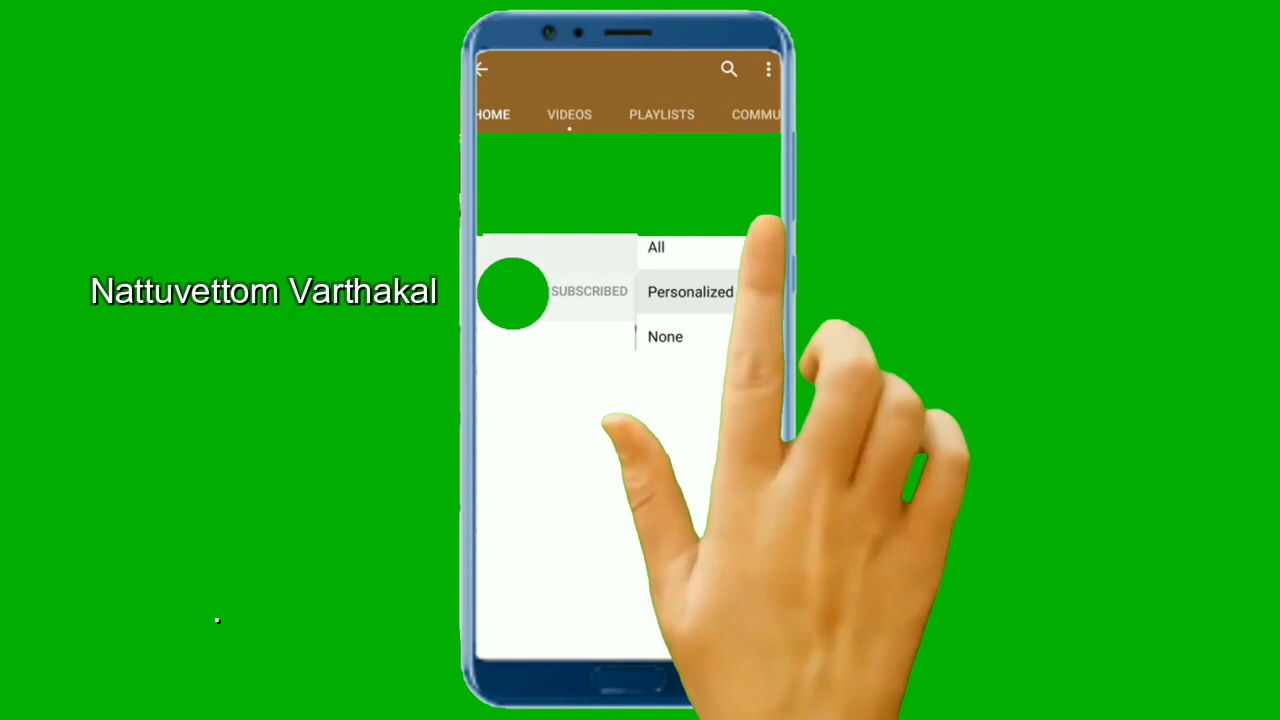 HOME VIDEOS PLAYLISTS COMMU
All
Nattuvettom Varthakal
SUBSCRIBED
Personalized
None
.